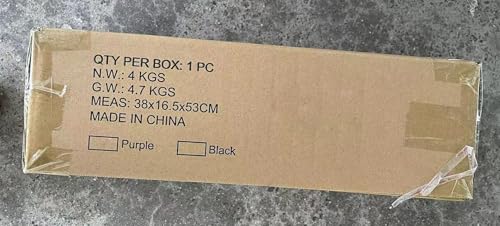 QTY PER BOX: 1 PC
N.W.: 4 KGS
G.W.: 4.7 KGS
MEAS: 38x16.5x53CM
MADE IN CHINA
Purple Black